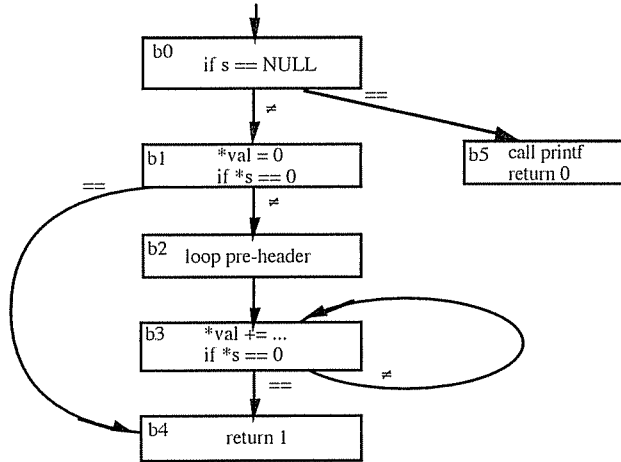 b0
if s == NULL
≠
==
b1
*val = 0
if *s == 0
b5
call printf
return 0
==
≠
b2
loop pre-header
b3
*val += ...
if *s == 0
==
≠
b4
return 1